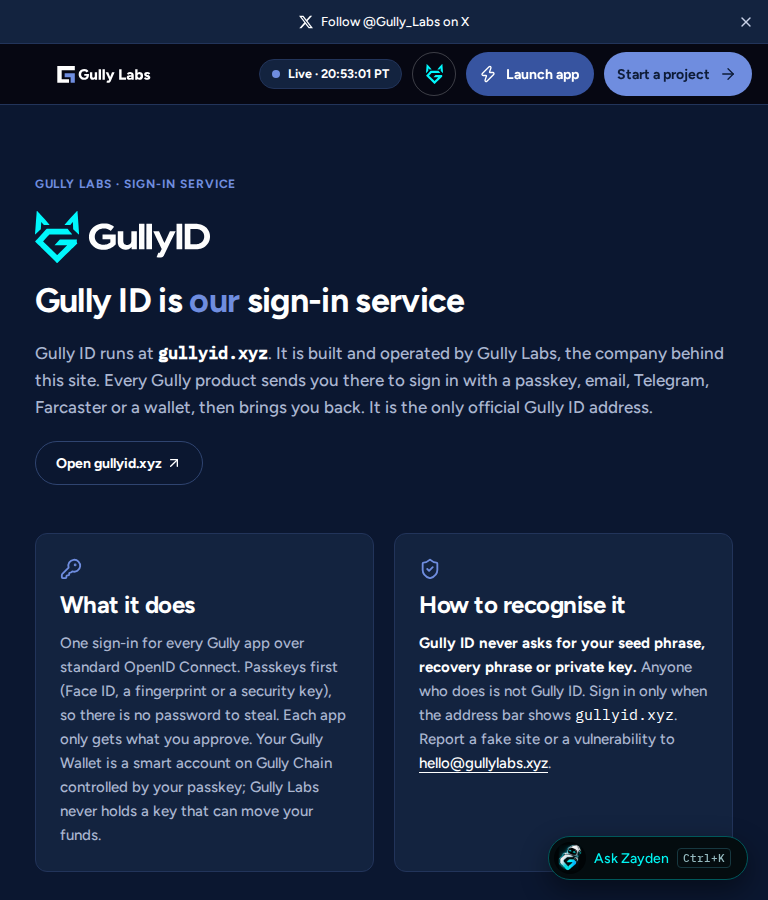 Follow @Gully_Labs on X
Gully Labs
Live · 20:53:01 PT
Launch app
Start a project
GULLY LABS · SIGN-IN SERVICE
GullyID
Gully ID is our sign-in service
Gully ID runs at gullyid.xyz. It is built and operated by Gully Labs, the company behind
this site. Every Gully product sends you there to sign in with a passkey, email, Telegram,
Farcaster or a wallet, then brings you back. It is the only official Gully ID address.
Open gullyid.xyz
What it does
One sign-in for every Gully app over
standard OpenID Connect. Passkeys first
(Face ID, a fingerprint or a security key),
so there is no password to steal. Each app
only gets what you approve. Your Gully
Wallet is a smart account on Gully Chain
controlled by your passkey; Gully Labs
never holds a key that can move your
funds.
How to recognise it
Gully ID never asks for your seed phrase,
recovery phrase or private key. Anyone
who does is not Gully ID. Sign in only when
the address bar shows gullyid.xyz.
Report a fake site or a vulnerability to
hello@gullylabs.xyz.
Ask Zayden
Ctrl+K